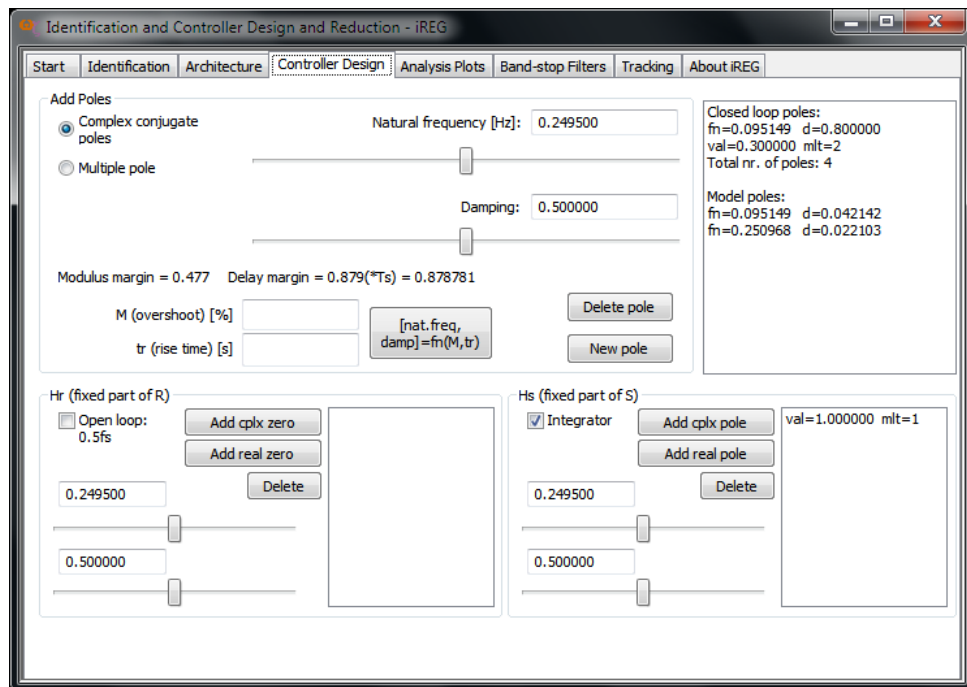 Identification and Controller Design and Reduction - iREG
Start Identification Architecture Controller Design Analysis Plots Band-stop Filters Tracking About iREG
Add Poles
Complex conjugate
poles
Multiple pole
Natural frequency [Hz]: 0.249500
Damping: 0.500000
Modulus margin = 0.477 Delay margin = 0.879(*Ts) = 0.878781
M (overshoot) [%]
tr (rise time) [s]
[nat.freq,
damp]=fn(M,tr)
Delete pole
New pole
Closed loop poles:
fn=0.095149 d=0.800000
val=0.300000 mlt=2
Total nr. of poles: 4
Model poles:
fn=0.095149 d=0.042142
fn=0.250968 d=0.022103
Hr (fixed part of R)
Open loop:
0.5fs
Add cplx zero
Add real zero
Delete
0.249500
0.500000
Hs (fixed part of S)
Integrator
Add cplx pole
Add real pole
Delete
0.249500
0.500000
val=1.000000 mlt=1